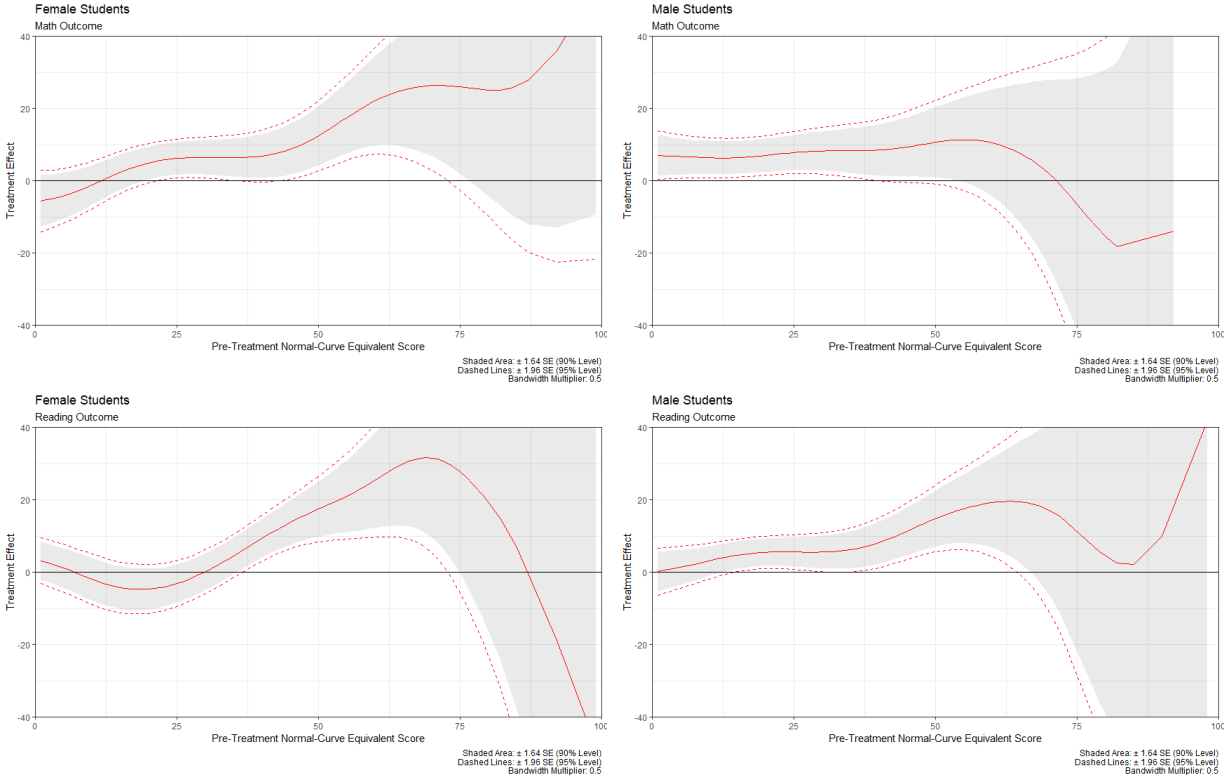 Female Students
Math Outcome
40
20
0
-20
-40
Treatment Effect
0
25
50
75
100
Pre-Treatment Normal-Curve Equivalent Score
Shaded Area: ± 1.64 SE (90% Level)
Dashed Lines: ± 1.96 SE (95% Level)
Bandwidth Multiplier: 0.5
Male Students
Math Outcome
40
20
0
-20
-40
Treatment Effect
0
25
50
75
100
Pre-Treatment Normal-Curve Equivalent Score
Shaded Area: ± 1.64 SE (90% Level)
Dashed Lines: ± 1.96 SE (95% Level)
Bandwidth Multiplier: 0.5
Female Students
Reading Outcome
40
20
0
-20
-40
Treatment Effect
0
25
50
75
100
Pre-Treatment Normal-Curve Equivalent Score
Shaded Area: ± 1.64 SE (90% Level)
Dashed Lines: ± 1.96 SE (95% Level)
Bandwidth Multiplier: 0.5
Male Students
Reading Outcome
40
20
0
-20
-40
Treatment Effect
0
25
50
75
100
Pre-Treatment Normal-Curve Equivalent Score
Shaded Area: ± 1.64 SE (90% Level)
Dashed Lines: ± 1.96 SE (95% Level)
Bandwidth Multiplier: 0.5